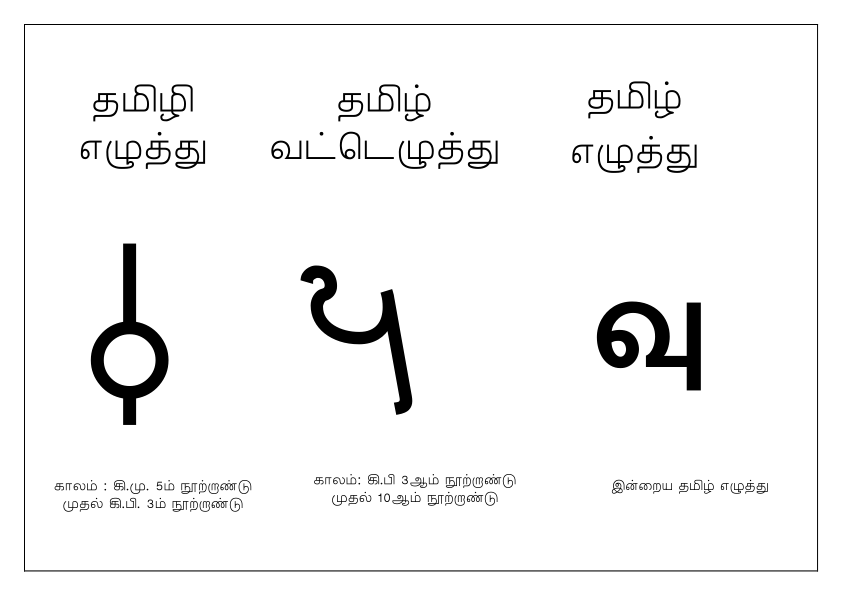 தமிழி
எழுத்து
தமிழ்
வட்டெழுத்து
தமிழ்
எழுத்து
வு
காலம் : கி.மு. 5ம் நூற்றாண்டு
முதல் கி.பி. 3ம் நூற்றாண்டு
காலம்: கி.பி 3ஆம் நூற்றாண்டு
முதல் 10ஆம் நூற்றாண்டு
இன்றைய தமிழ் எழுத்து